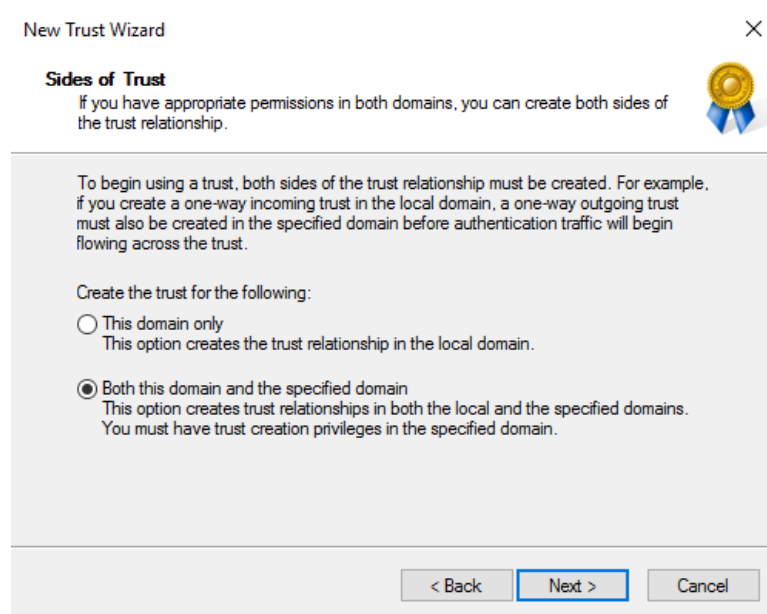 New Trust Wizard
Sides of Trust
If you have appropriate permissions in both domains, you can create both sides of
the trust relationship.
To begin using a trust, both sides of the trust relationship must be created. For example,
if you create a one-way incoming trust in the local domain, a one-way outgoing trust
must also be created in the specified domain before authentication traffic will begin
flowing across the trust.
Create the trust for the following:
This domain only
This option creates the trust relationship in the local domain.
Both this domain and the specified domain
This option creates trust relationships in both the local and the specified domains.
You must have trust creation privileges in the specified domain.
< Back Next > Cancel